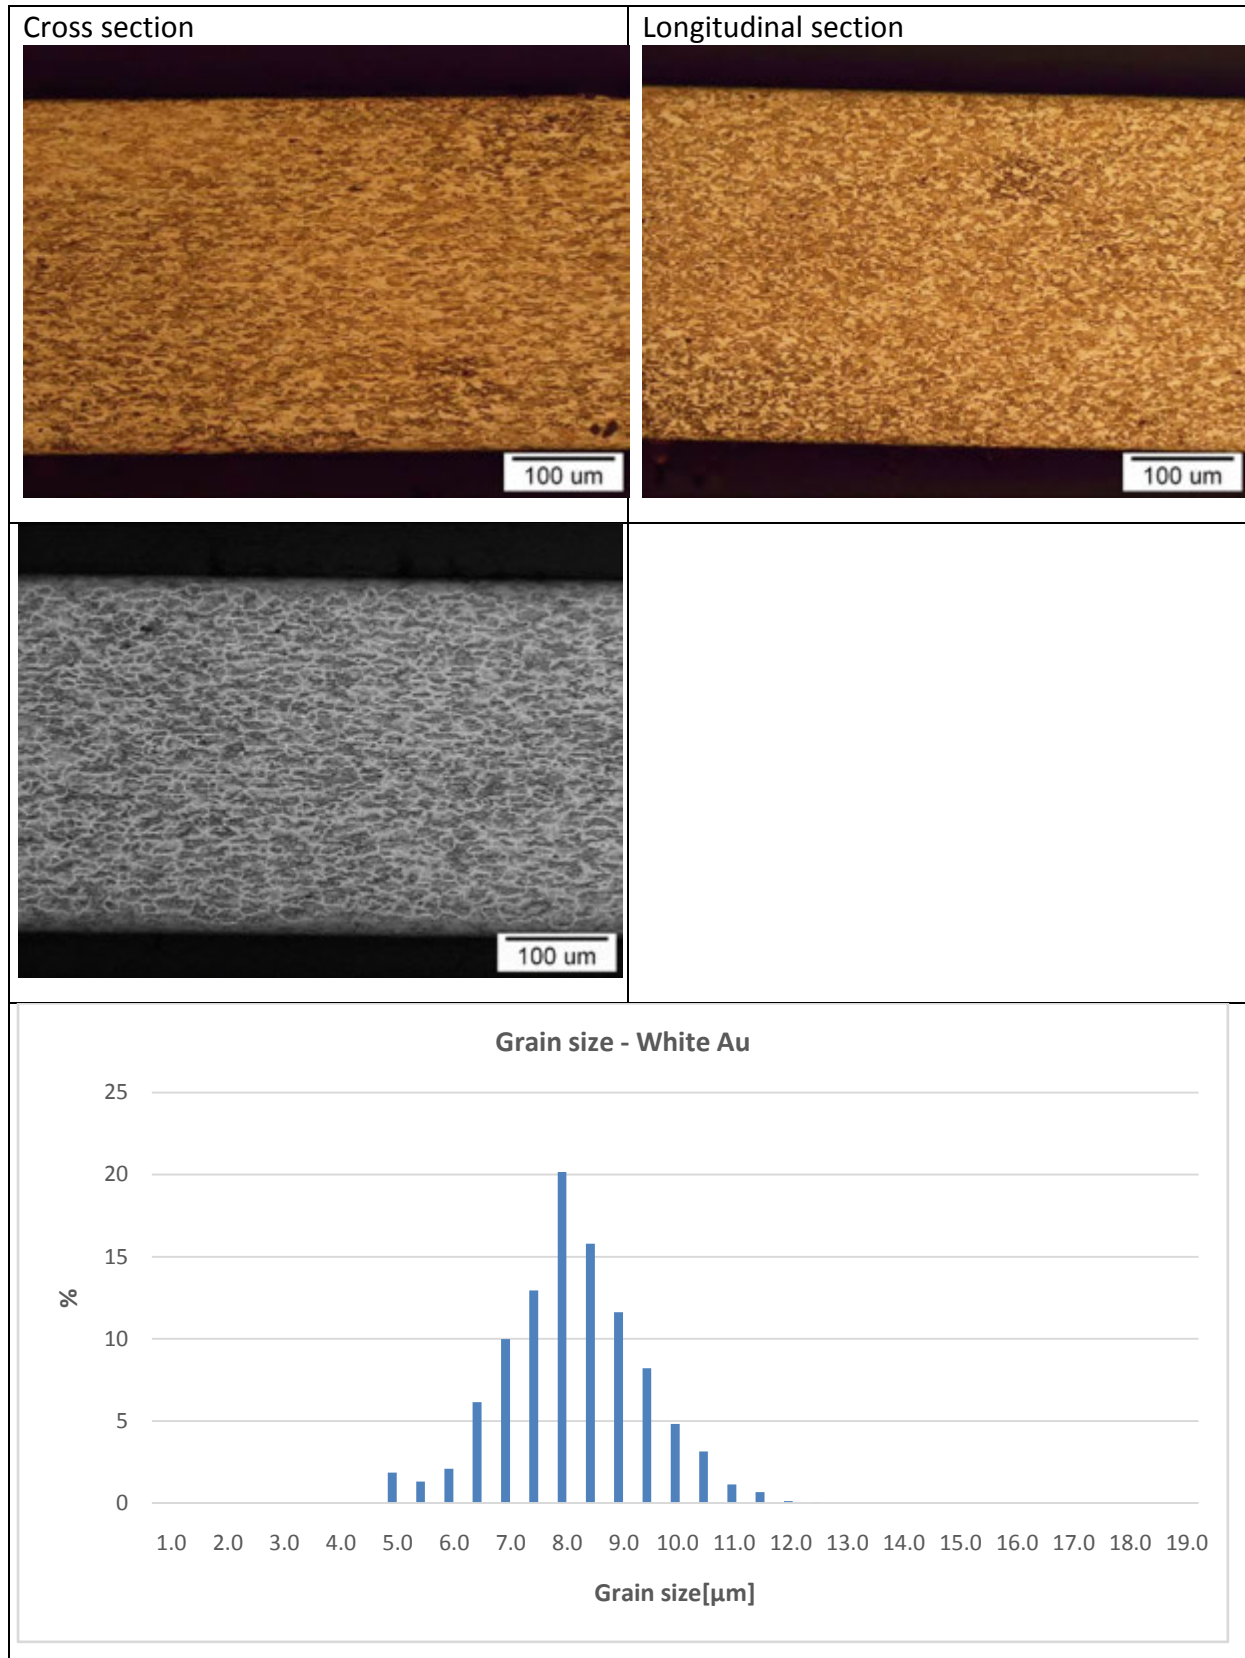 Cross section
Longitudinal section
100 um
100 um
100 um
Grain size - White Au
25
20
15
10
5
0
%
1.0 2.0 3.0 4.0 5.0 6.0 7.0 8.0 9.0 10.0 11.0 12.0 13.0 14.0 15.0 16.0 17.0 18.0 19.0
Grain size[μm]